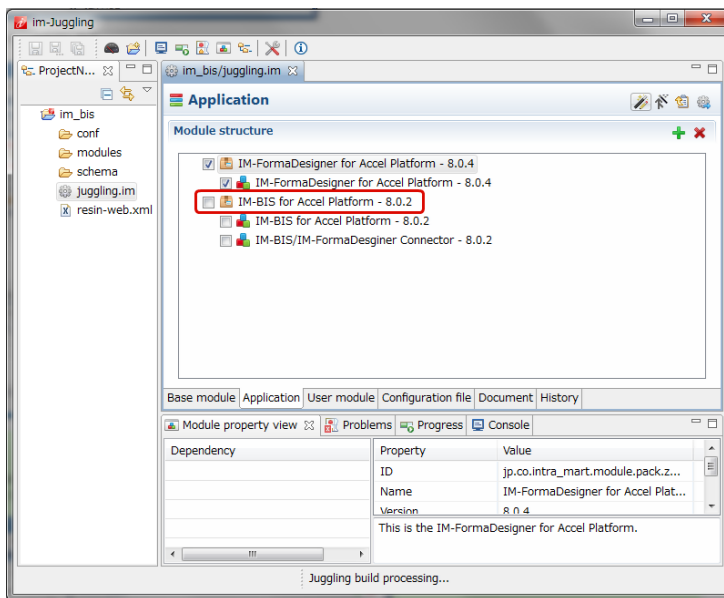 im-Juggling
ProjectN...
im_bis/juggling.im
im_bis
conf
modules
schema
juggling.im
resin-web.xml
Application
Module structure
IM-FormaDesigner for Accel Platform - 8.0.4
IM-FormaDesigner for Accel Platform - 8.0.4
IM-BIS for Accel Platform - 8.0.2
IM-BIS for Accel Platform - 8.0.2
IM-BIS/IM-FormaDesginer Connector - 8.0.2
Base module Application User module Configuration file Document History
Module property view Problems Progress Console
Dependency
Property Value
ID jp.co.intra_mart.module.pack.z...
Name IM-FormaDesigner for Accel Plat...
Version 8.0.4
This is the IM-FormaDesigner for Accel Platform.
Juggling build processing...